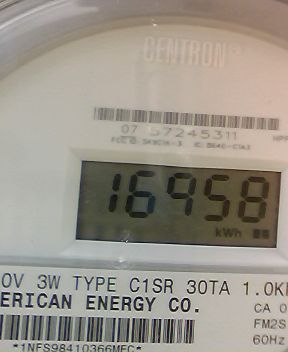 CENTRON®
07 57245311
16958
kWh
0V 3W TYPE C1SR 30TA 1.0K
ERICAN ENERGY CO.
CA 0
FM2S
60Hz
*1NFS98410366MEC*